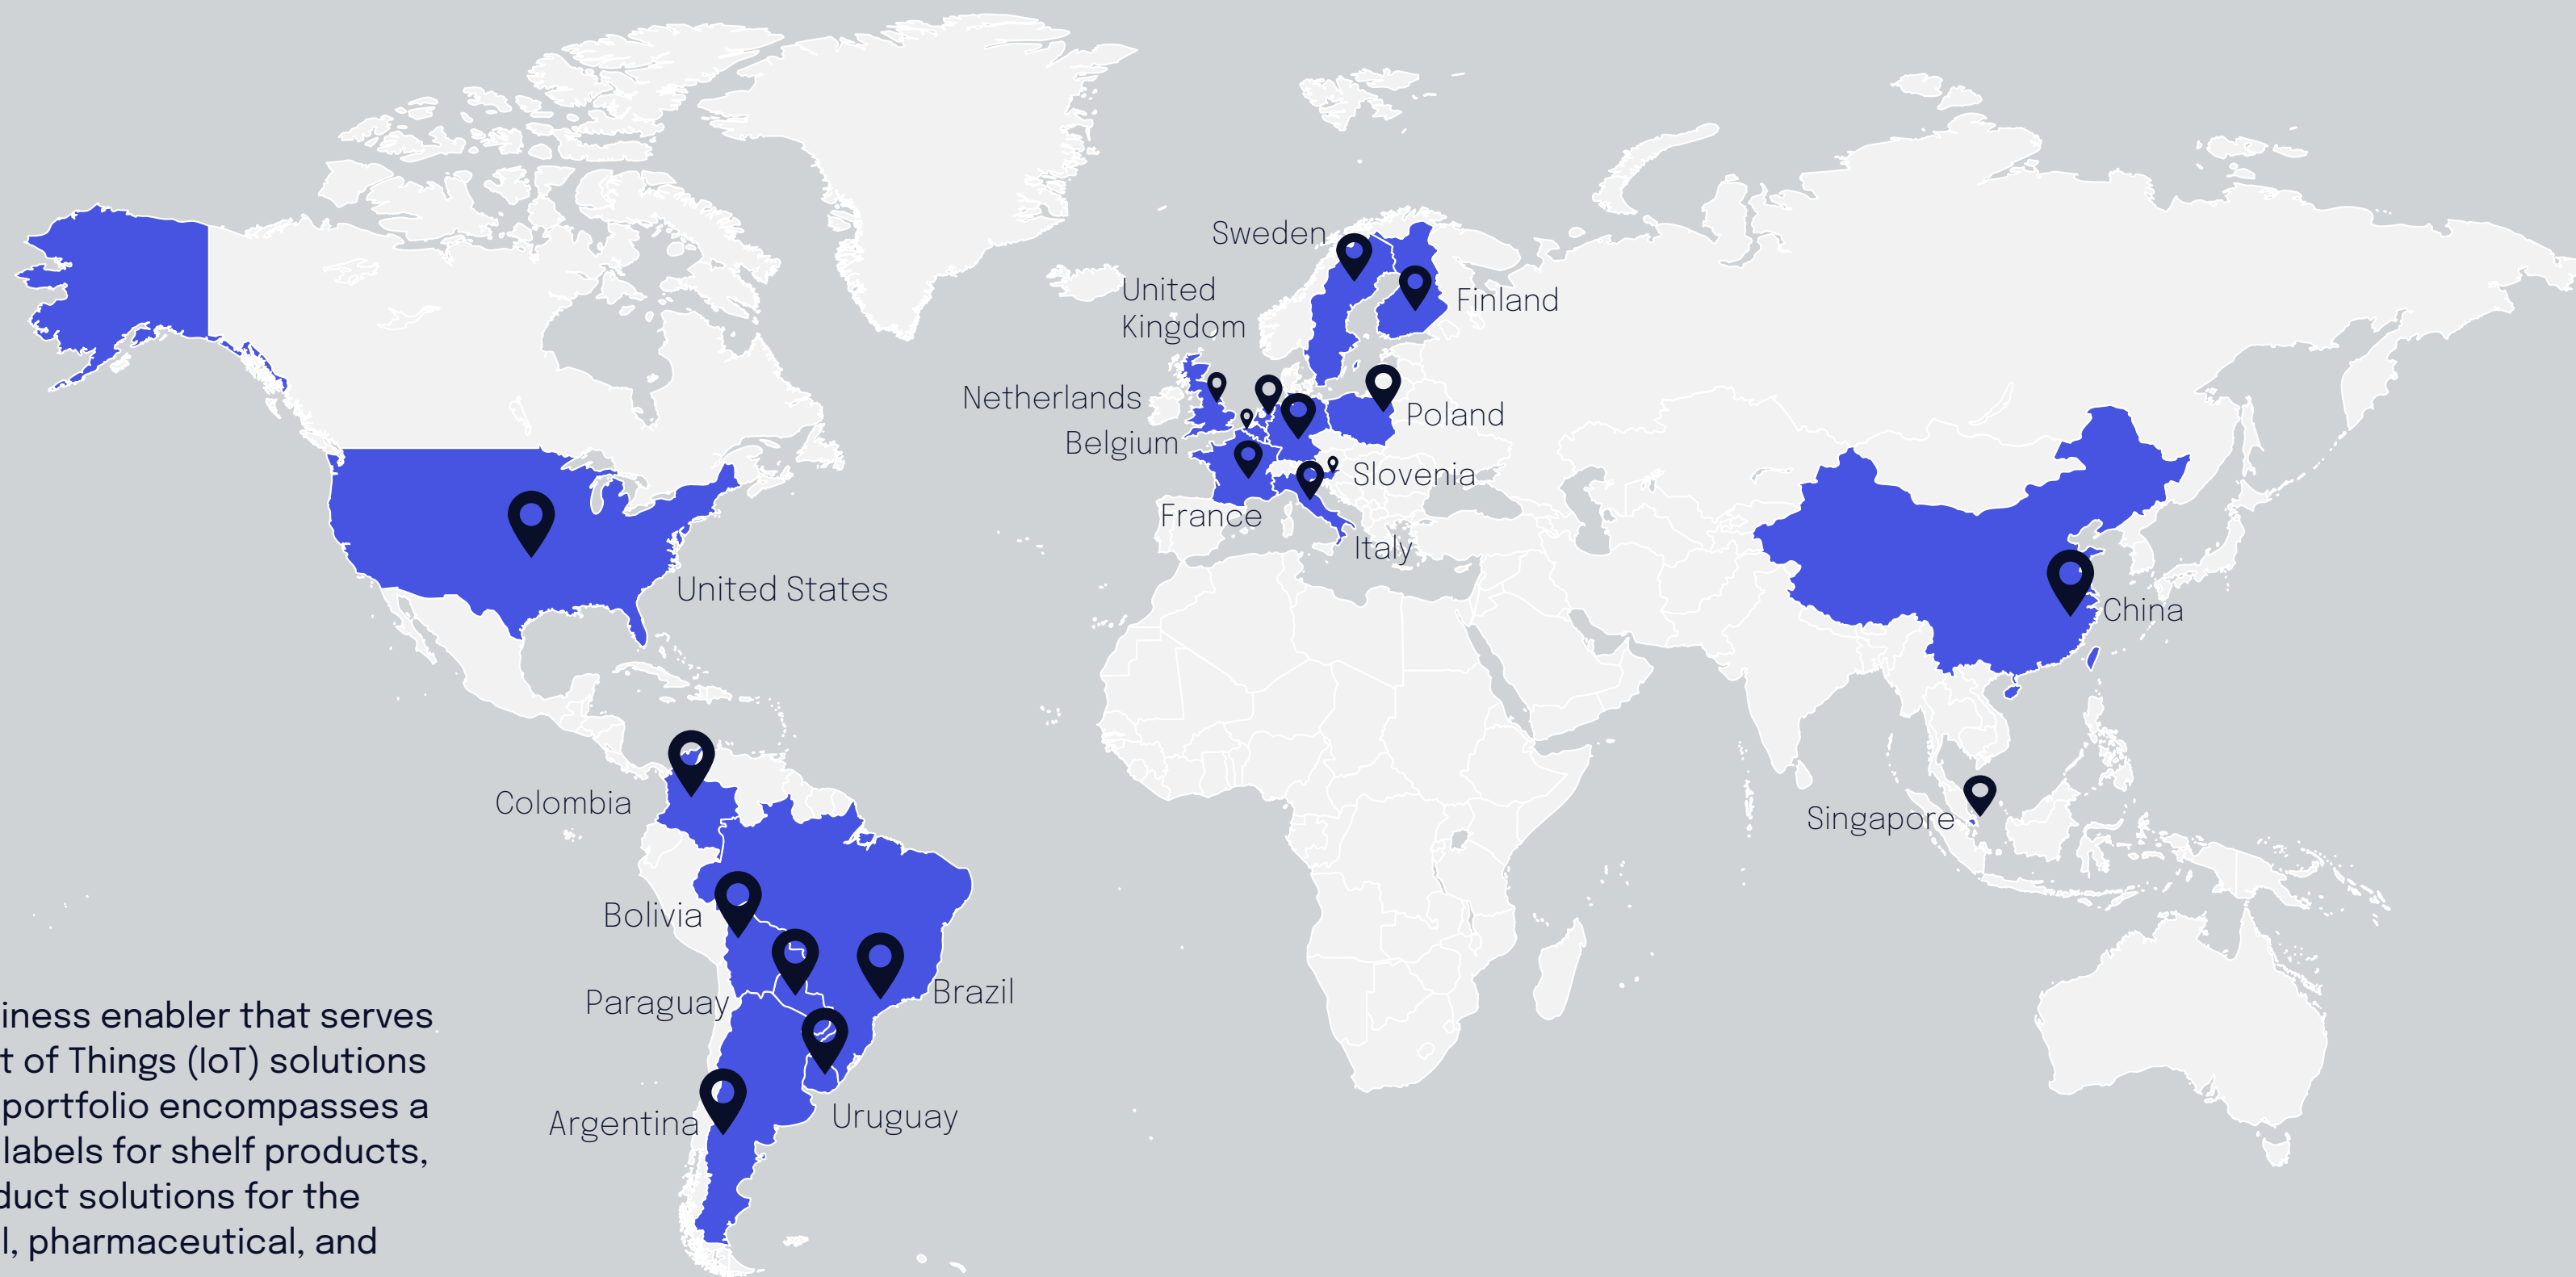 Sweden
United
Kingdom
Finland
Netherlands
Poland
Belgium
Slovenia
France
Italy
United States
China
Colombia
Singapore
Bolivia
Paraguay
Brazil
Argentina
Uruguay
iness enabler that serves
t of Things (IoT) solutions
portfolio encompasses a
labels for shelf products,
duct solutions for the
l, pharmaceutical, and